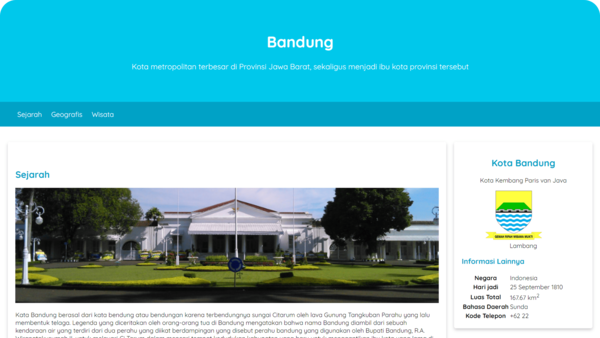 Bandung
Kota metropolitan terbesar di Provinsi Jawa Barat, sekaligus menjadi ibu kota provinsi tersebut
Sejarah Geografis Wisata
Sejarah
Kota Bandung berasal dari kata bendung atau bendungan karena terbendungnya sungai Citarum oleh lava Gunung Tangkuban Parahu yang lalu
membentuk telaga. Legenda yang diceritakan oleh orang-orang tua di Bandung mengatakan bahwa nama Bandung diambil dari sebuah
kendaraan air yang terdiri dari dua perahu yang diikat berdampingan yang disebut perahu bandung yang digunakan oleh Bupati Bandung, R.A.
Kota Bandung
Kota Kembang Paris van Java
Lambang
Informasi Lainnya
Negara Indonesia
Hari jadi 25 September 1810
Luas Total 167.67 km2
Bahasa Daerah Sunda
Kode Telepon +62 22